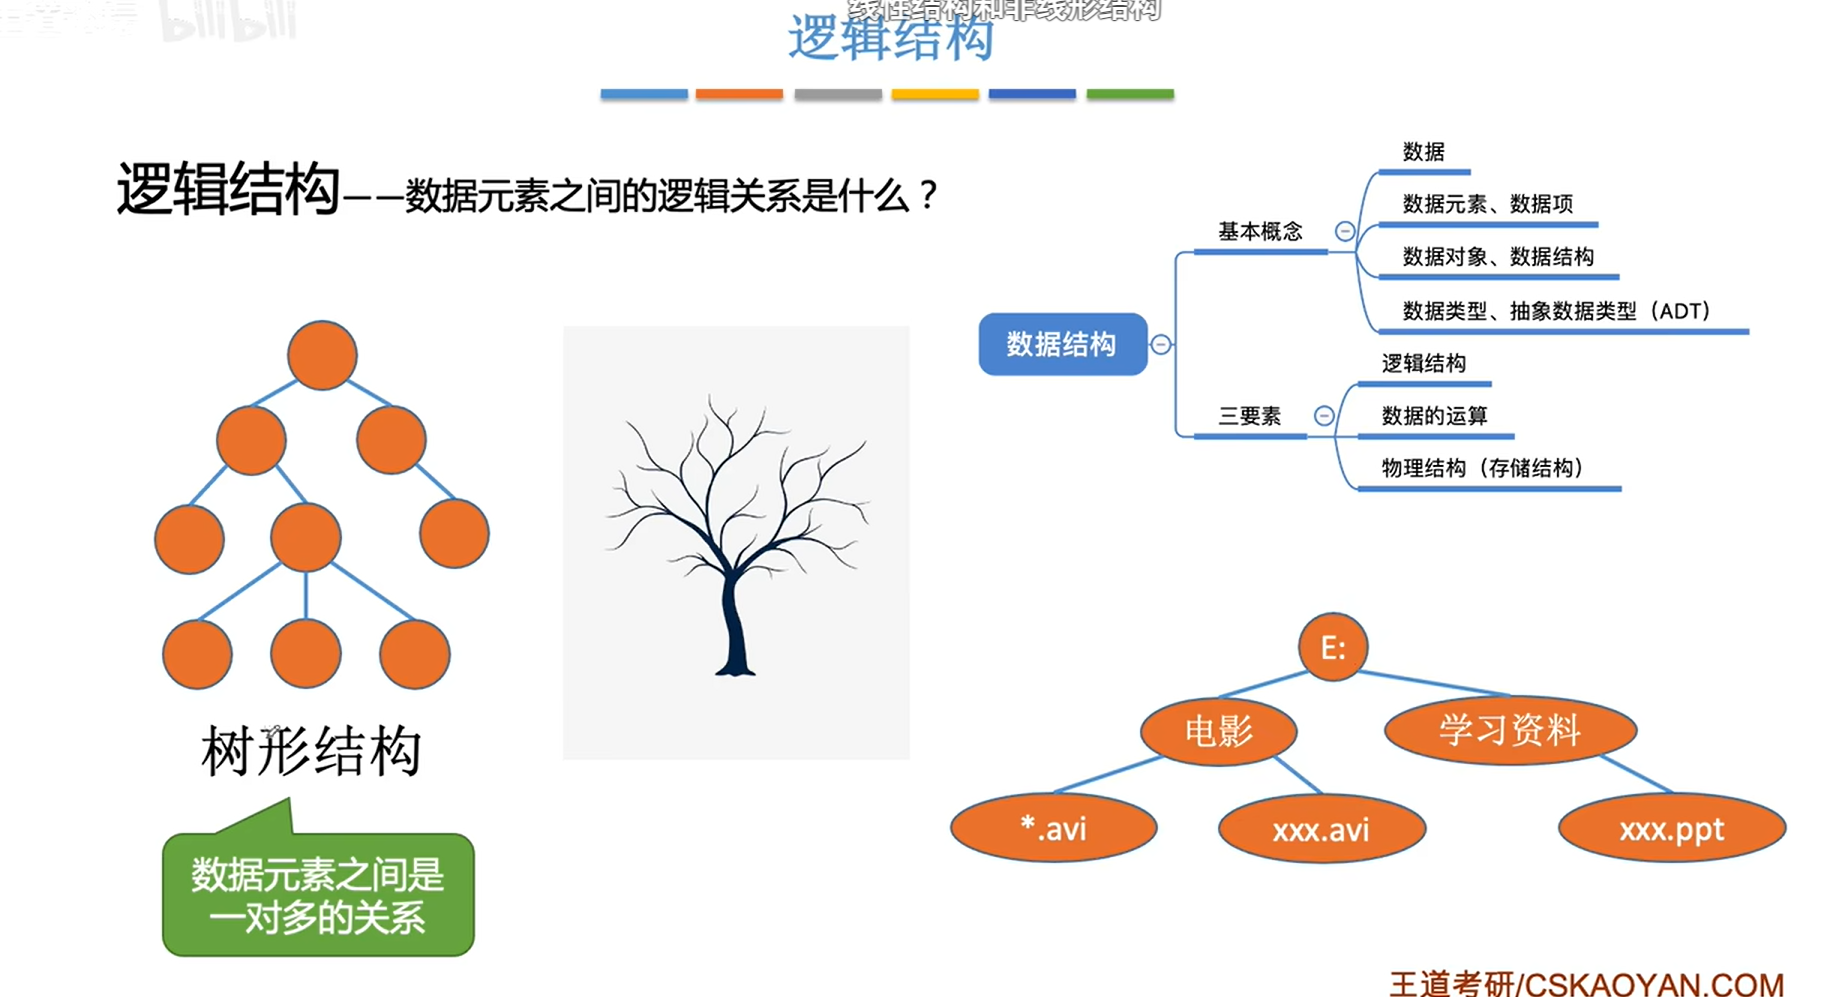 bilibili
线性结构和非线形结构
逻辑结构
逻辑结构——数据元素之间的逻辑关系是什么？
树形结构
数据元素之间是
一对多的关系
数据结构
基本概念
数据
数据元素、数据项
数据对象、数据结构
数据类型、抽象数据类型（ADT）
三要素
逻辑结构
数据的运算
物理结构（存储结构）
E:
电影
学习资料
*.avi
xxx.avi
xxx.ppt
王道考研/CSKAOYAN.COM